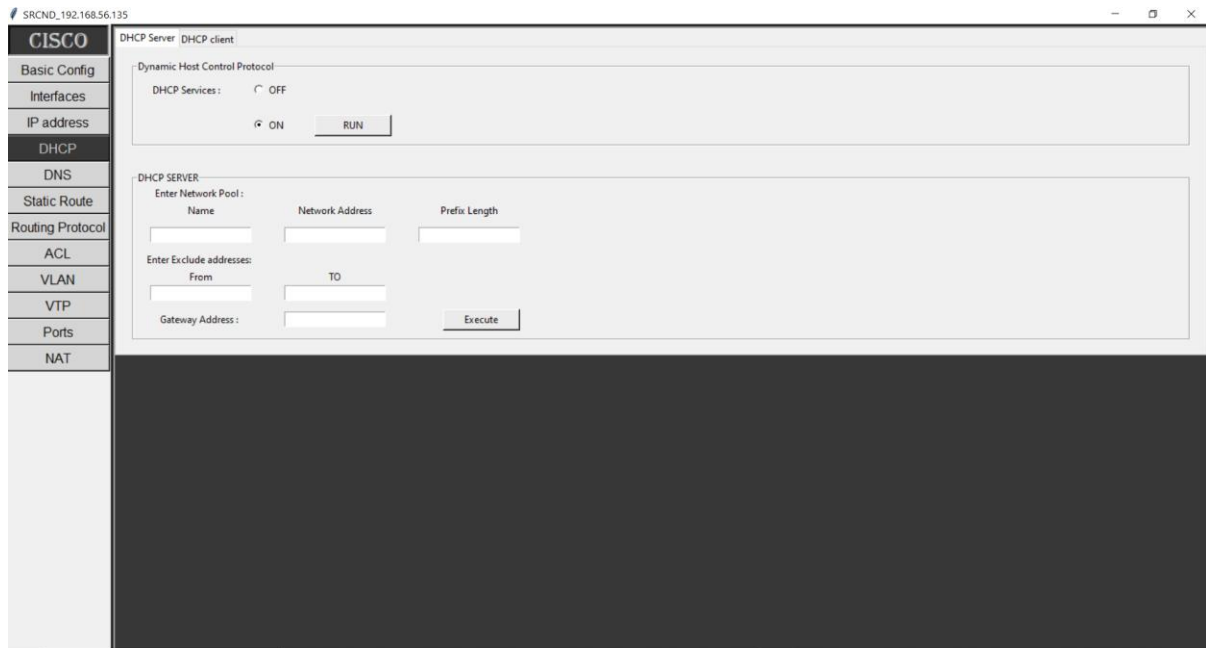 SRCND_192.168.56.135
CISCO
Basic Config
Interfaces
IP address
DHCP
DNS
Static Route
Routing Protocol
ACL
VLAN
VTP
Ports
NAT
DHCP Server DHCP client
Dynamic Host Control Protocol
DHCP Services : OFF
ON RUN
DHCP SERVER
Enter Network Pool :
Name Network Address Prefix Length
Enter Exclude addresses:
From TO
Gateway Address : Execute